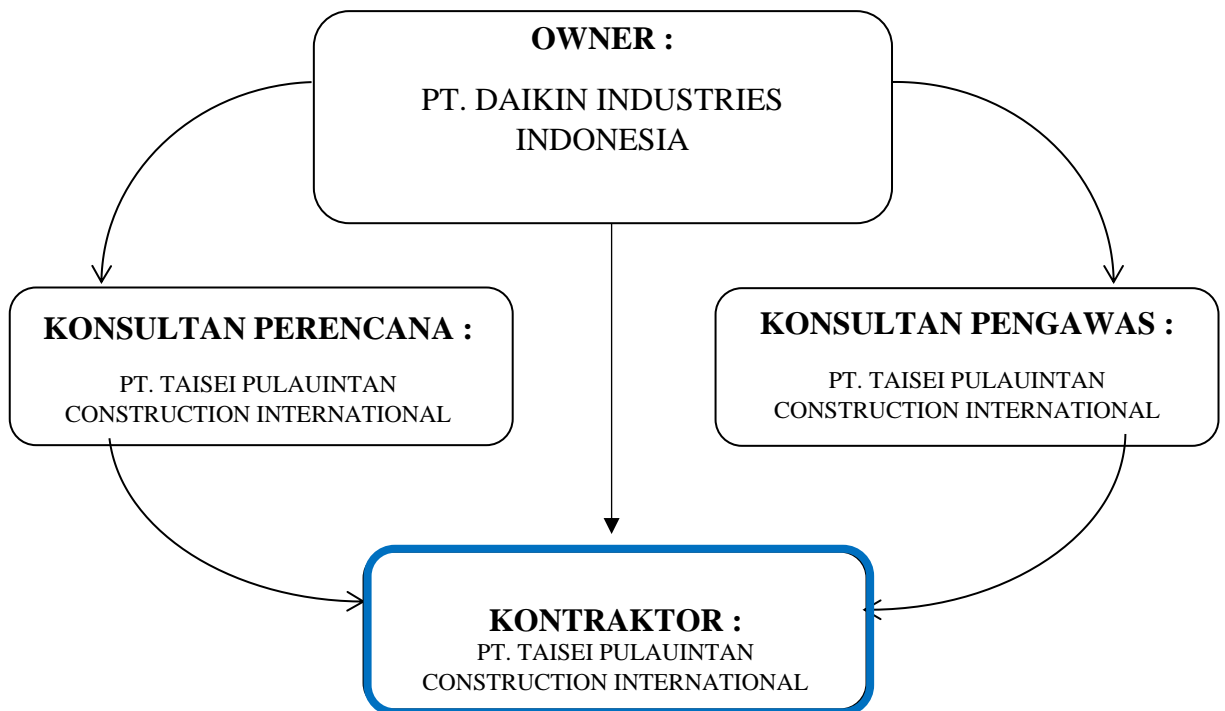 OWNER :
PT. DAIKIN INDUSTRIES
INDONESIA
KONSULTAN PERENCANA :
PT. TAISEI PULAUINTAN
CONSTRUCTION INTERNATIONAL
KONSULTAN PENGAWAS :
PT. TAISEI PULAUINTAN
CONSTRUCTION INTERNATIONAL
KONTRAKTOR :
PT. TAISEI PULAUINTAN
CONSTRUCTION INTERNATIONAL